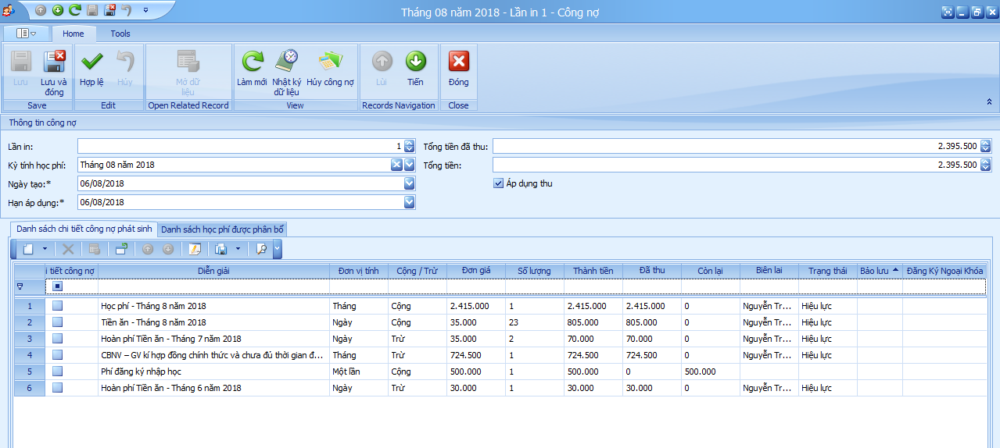 Tháng 08 năm 2018 - Lần in 1 - Công nợ
Home Tools
Lưu Lưu và đóng Hợp lệ Hủy Mở dữ liệu Làm mới Nhật ký dữ liệu Hủy công nợ Lùi Tiến Đóng
Save Edit Open Related Record View Records Navigation Close
Thông tin công nợ
Lần in: 1 Tổng tiền đã thu: 2.395.500
Kỳ tính học phí: Tháng 08 năm 2018 Tổng tiền: 2.395.500
Ngày tạo:* 06/08/2018 Áp dụng thu
Hạn áp dụng:* 06/08/2018
Danh sách chi tiết công nợ phát sinh Danh sách học phí được phân bổ
i tiết công nợ Diễn giải Đơn vị tính Cộng / Trừ Đơn giá Số lượng Thành tiền Đã thu Còn lại Biên lai Trạng thái Bảo lưu Đăng Ký Ngoại Khóa
1 Học phí - Tháng 8 năm 2018 Tháng Cộng 2.415.000 1 2.415.000 2.415.000 0 Nguyễn Tr... Hiệu lực
2 Tiền ăn - Tháng 8 năm 2018 Ngày Cộng 35.000 23 805.000 805.000 0 Nguyễn Tr... Hiệu lực
3 Hoàn phí Tiền ăn - Tháng 7 năm 2018 Ngày Trừ 35.000 2 70.000 70.000 0 Nguyễn Tr... Hiệu lực
4 CBNV – GV kí hợp đồng chính thức và chưa đủ thời gian đ... Tháng Trừ 724.500 1 724.500 724.500 0 Nguyễn Tr... Hiệu lực
5 Phí đăng ký nhập học Một lần Cộng 500.000 1 500.000 0 500.000
6 Hoàn phí Tiền ăn - Tháng 6 năm 2018 Ngày Trừ 30.000 1 30.000 30.000 0 Nguyễn Tr... Hiệu lực